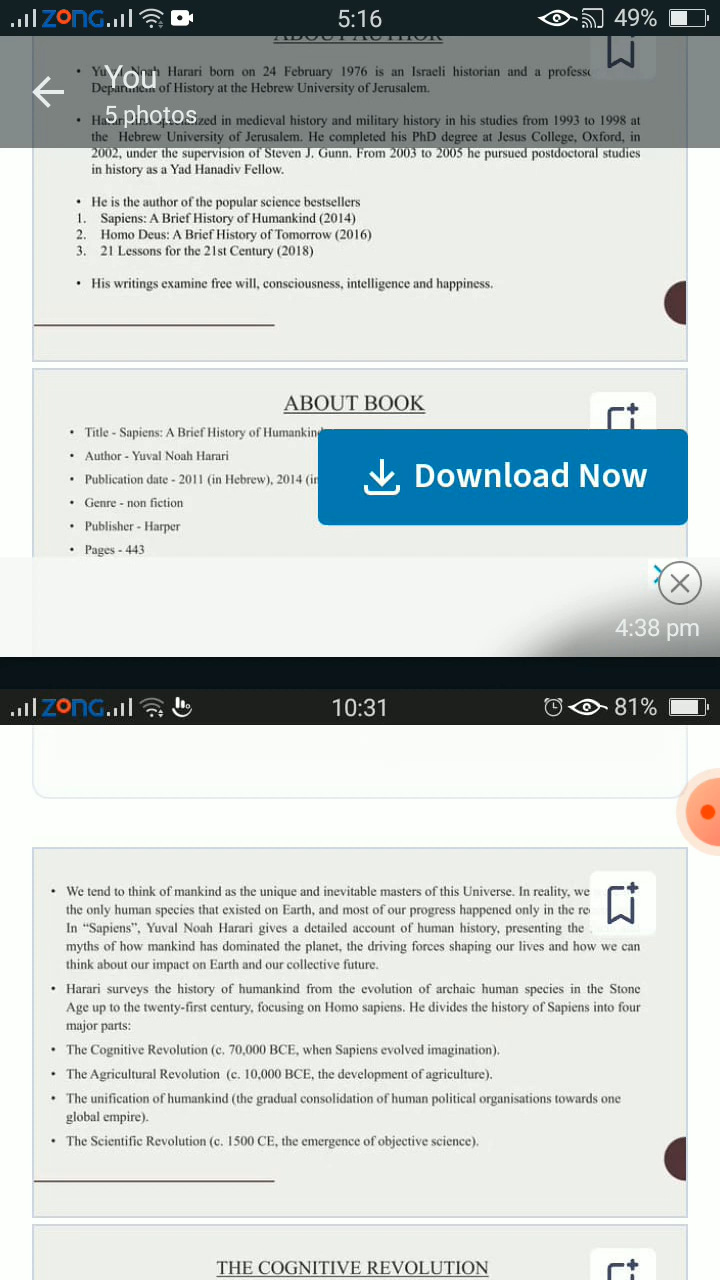 ZONG 5:16 49%
ABOUT AUTHOR
You
5 photos
Noah Harari born on 24 February 1976 is an Israeli historian and a
Department of History at the Hebrew University of Jerusalem.
in medieval history and military history in his studies from 1993 to 1998 at
the Hebrew University of Jerusalem. He completed his PhD degree at Jesus College, Oxford, in
2002, under the supervision of Steven J. Gunn. From 2003 to 2005 he pursued postdoctoral studies
in history as a Yad Hanadiv Fellow.
• He is the author of the popular science bestsellers
1. Sapiens: A Brief History of Humankind (2014)
2. Homo Deus: A Brief History of Tomorrow (2016)
3. 21 Lessons for the 21st Century (2018)
• His writings examine free will, consciousness, intelligence and happiness.
ABOUT BOOK
• Title - Sapiens: A Brief History of Humankind
• Author - Yuval Noah Harari
• Publication date - 2011 (in Hebrew), 2014 (in
Download Now
• Genre - non fiction
• Publisher - Harper
• Pages - 443
4:38 pm
ZONG 10:31 81%
• We tend to think of mankind as the unique and inevitable masters of this Universe. In reality, we
the only human species that existed on Earth, and most of our progress happened only in the
In “Sapiens”, Yuval Noah Harari gives a detailed account of human history, presenting the
myths of how mankind has dominated the planet, the driving forces shaping our lives and how we can
think about our impact on Earth and our collective future.
• Harari surveys the history of humankind from the evolution of archaic human species in the Stone
Age up to the twenty-first century, focusing on Homo sapiens. He divides the history of Sapiens into four
major parts:
• The Cognitive Revolution (c. 70,000 BCE, when Sapiens evolved imagination).
• The Agricultural Revolution (c. 10,000 BCE, the development of agriculture).
• The unification of humankind (the gradual consolidation of human political organisations towards one
global empire).
• The Scientific Revolution (c. 1500 CE, the emergence of objective science).
THE COGNITIVE REVOLUTION